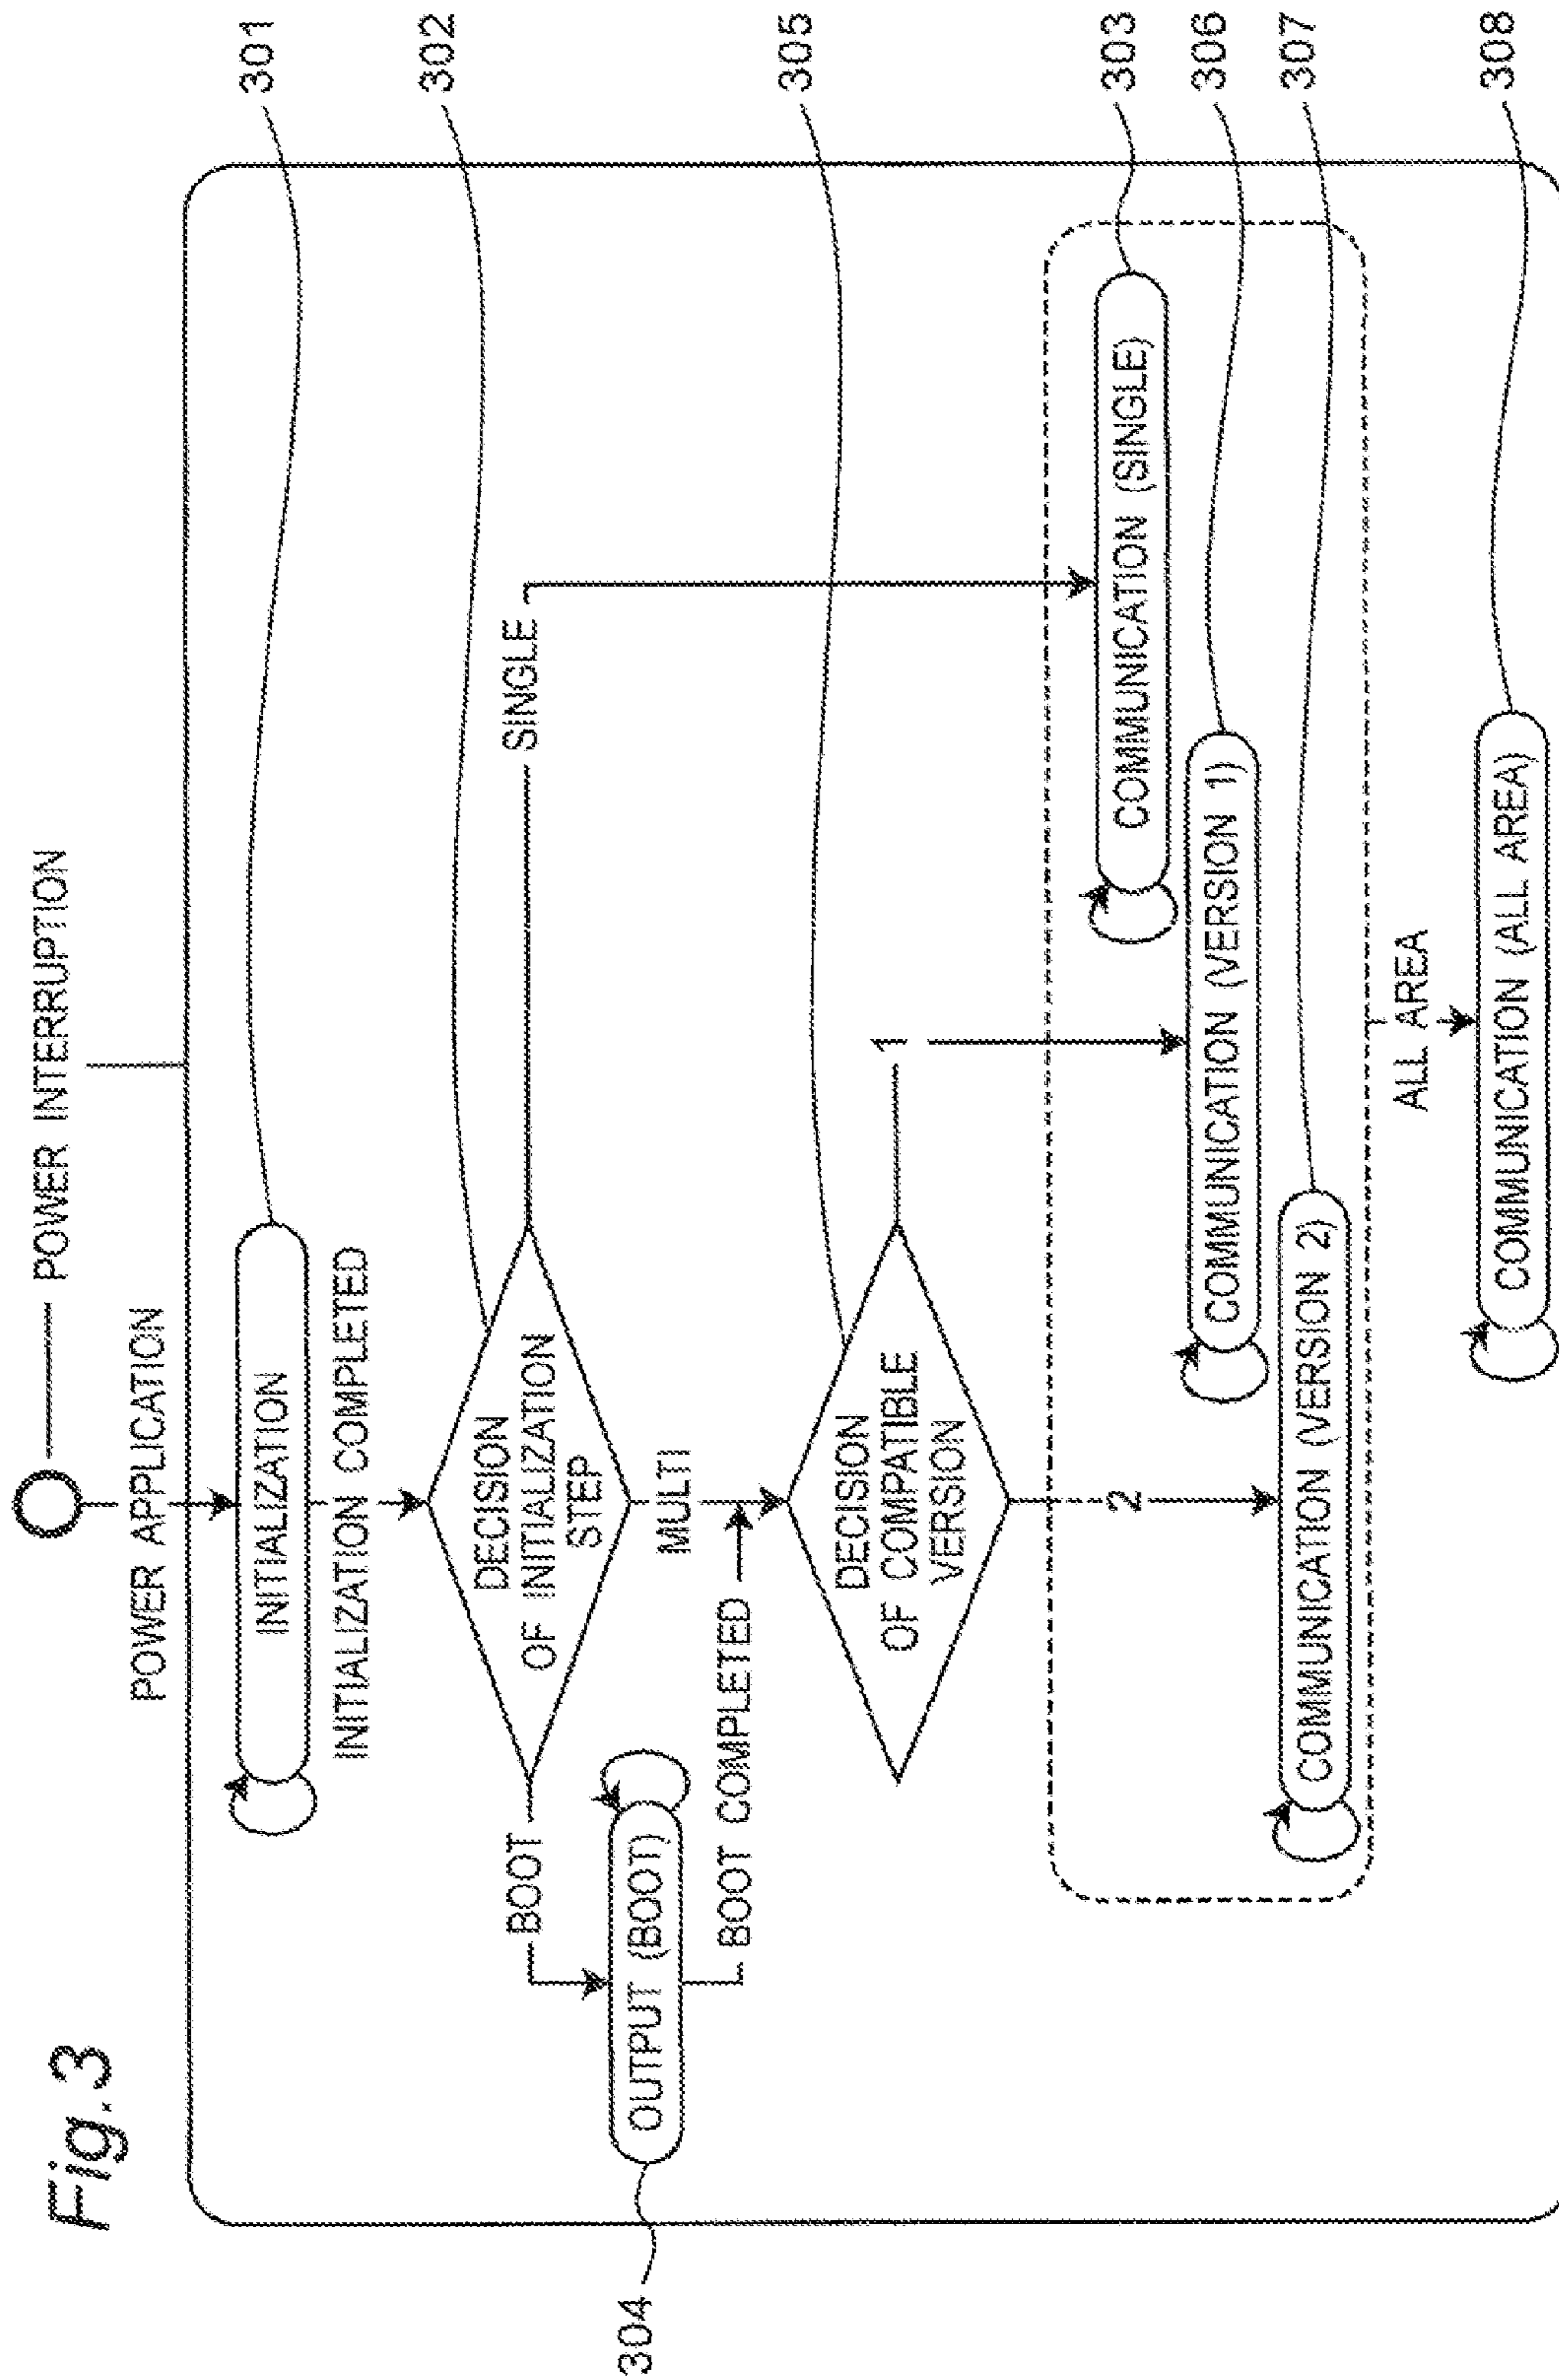 Fig.3
POWER INTERRUPTION
POWER APPLICATION
301
INITIALIZATION
INITIALIZATION COMPLETED
302
DECISION
OF INITIALIZATION
STEP
BOOT
SINGLE
304
OUTPUT (BOOT)
MULTI
BOOT COMPLETED
305
DECISION
OF COMPATIBLE
VERSION
1
2
303
COMMUNICATION (SINGLE)
306
COMMUNICATION (VERSION 1)
307
COMMUNICATION (VERSION 2)
ALL AREA
308
COMMUNICATION (ALL AREA)